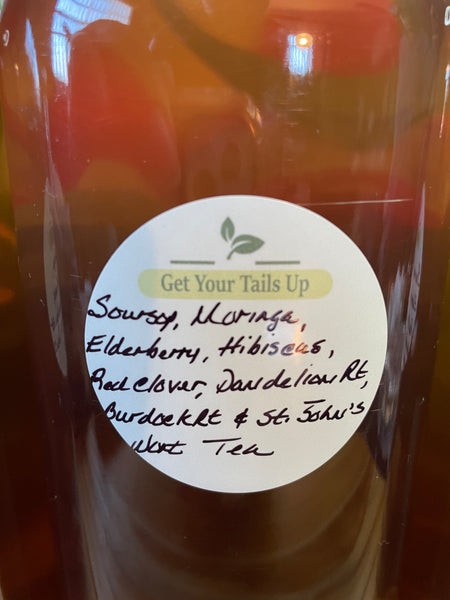 Get Your Tails Up
Soursop, Moringa,
Elderberry, Hibiscus,
Red Clover, Dandelion Rt,
Burdock Rt & St. John's
Wort Tea